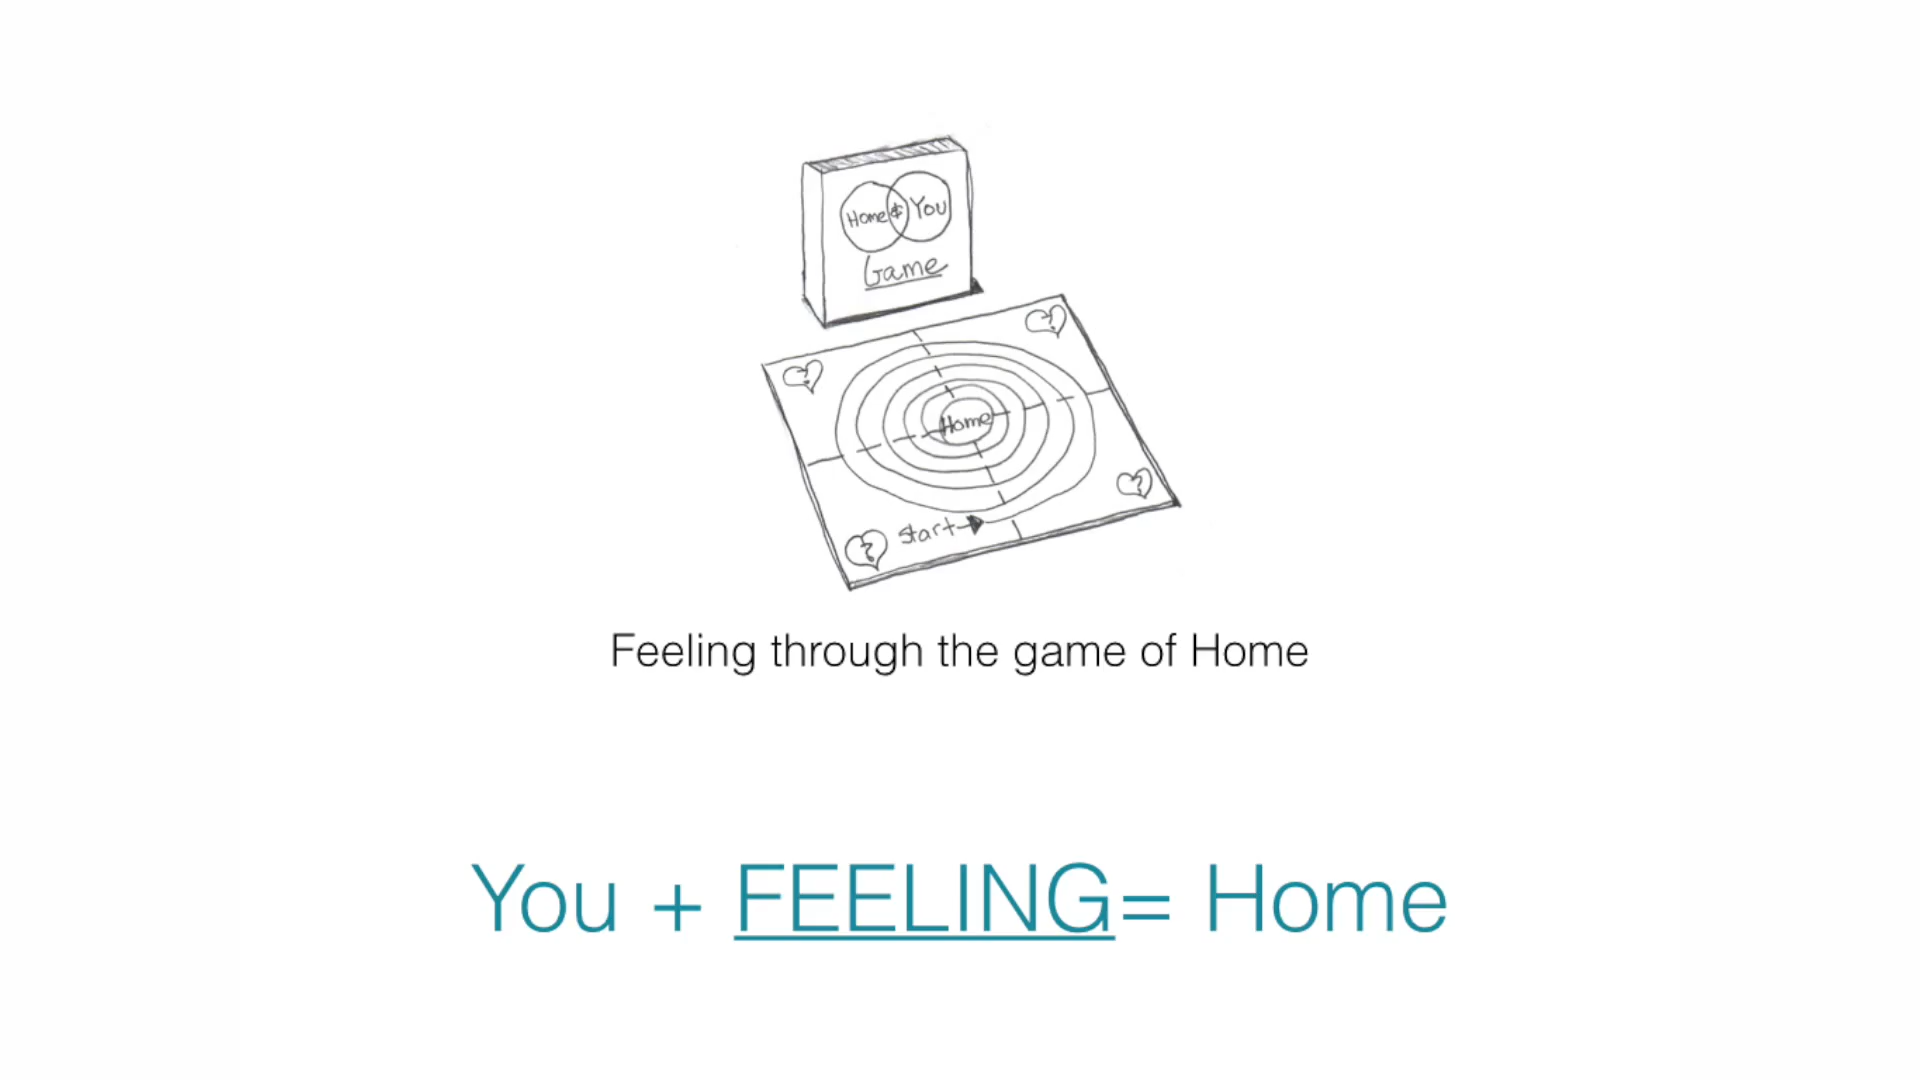 Home & You
Game
?
?
Home
?
Start
?
Feeling through the game of Home
You + FEELING= Home